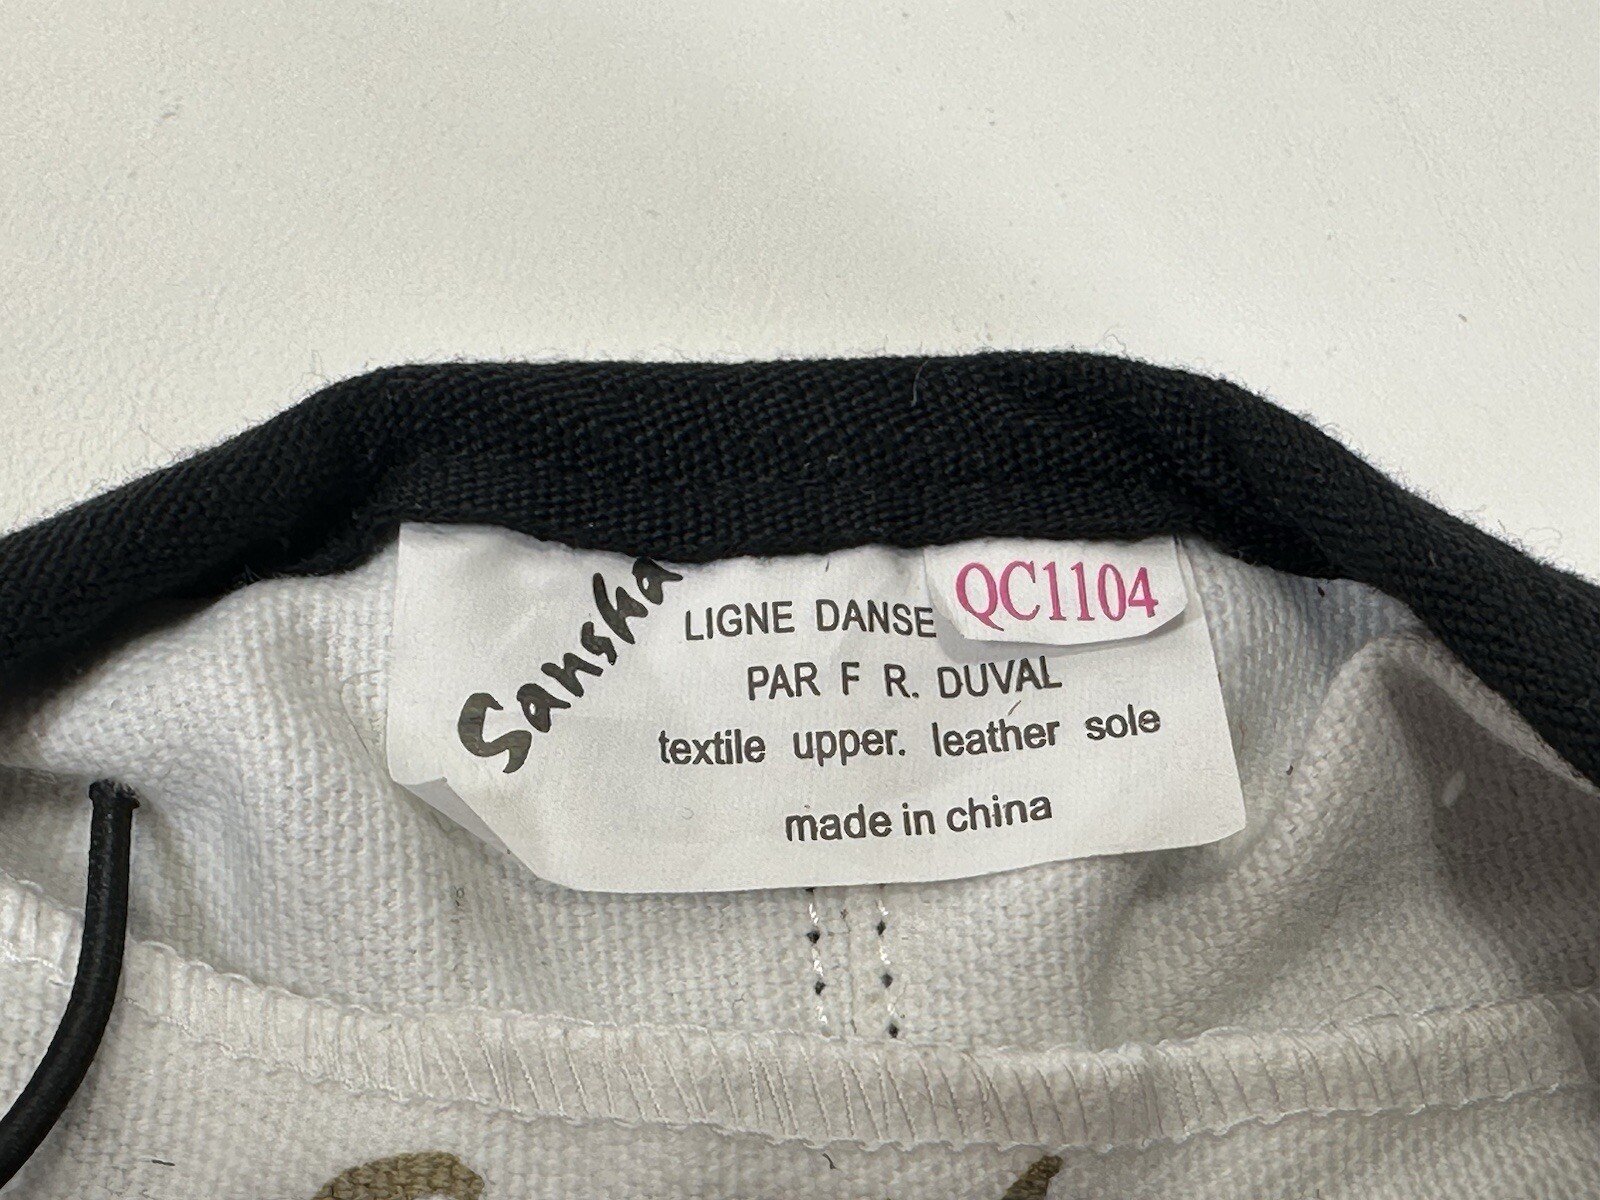 Sansha
LIGNE DANSE
QC1104
PAR F R. DUVAL
textile upper. leather sole
made in china